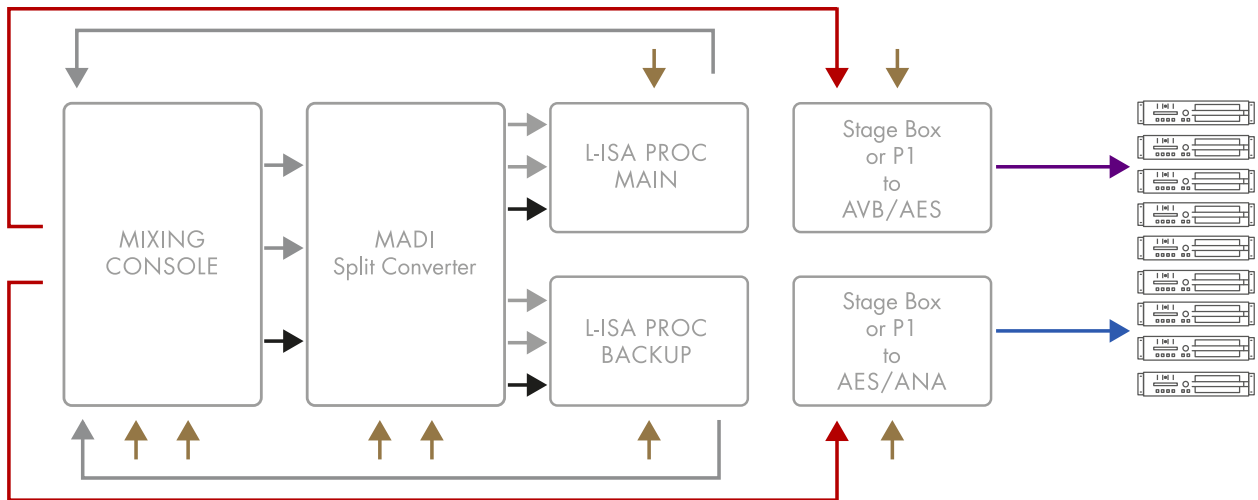 MIXING
CONSOLE
MADI
Split Converter
L-ISA PROC
MAIN
L-ISA PROC
BACKUP
Stage Box
or P1
to
AVB/AES
Stage Box
or P1
to
AES/ANA